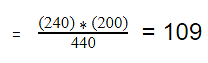 = (240) * (200) / 440 = 109